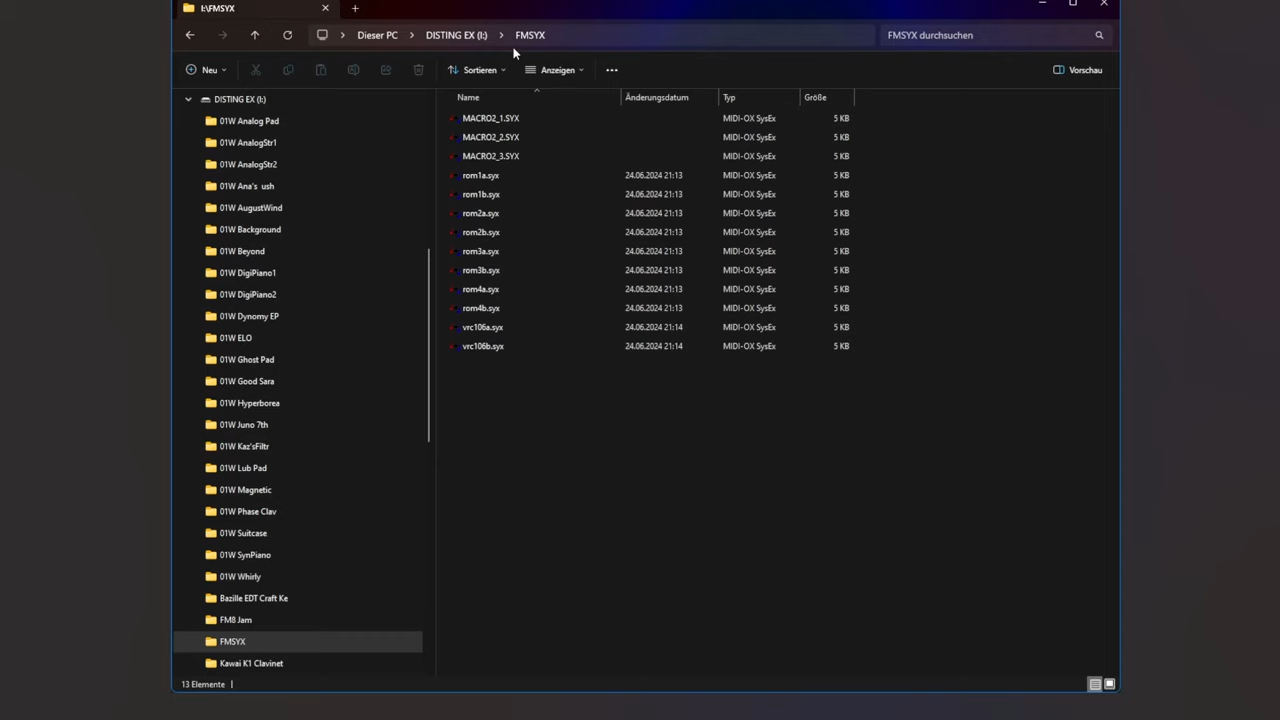 I:\FMSYX
Dieser PC > DISTING EX (I:) > FMSYX
FMSYX durchsuchen
Neu
Sortieren
Anzeigen
Vorschau
DISTING EX (I:)
01W Analog Pad
01W AnalogStr1
01W AnalogStr2
01W Ana's ush
01W AugustWind
01W Background
01W Beyond
01W DigiPiano1
01W DigiPiano2
01W Dynomy EP
01W ELO
01W Ghost Pad
01W Good Sara
01W Hyperborea
01W Juno 7th
01W Kaz'sFiltr
01W Lub Pad
01W Magnetic
01W Phase Clav
01W Suitcase
01W SynPiano
01W Whirly
Bazille EDT Craft Ke
FM8 Jam
FMSYX
Kawai K1 Clavinet
Name Änderungsdatum Typ Größe
MACRO2_1.SYX MIDI-OX SysEx 5 KB
MACRO2_2.SYX MIDI-OX SysEx 5 KB
MACRO2_3.SYX MIDI-OX SysEx 5 KB
rom1a.syx 24.06.2024 21:13 MIDI-OX SysEx 5 KB
rom1b.syx 24.06.2024 21:13 MIDI-OX SysEx 5 KB
rom2a.syx 24.06.2024 21:13 MIDI-OX SysEx 5 KB
rom2b.syx 24.06.2024 21:13 MIDI-OX SysEx 5 KB
rom3a.syx 24.06.2024 21:13 MIDI-OX SysEx 5 KB
rom3b.syx 24.06.2024 21:13 MIDI-OX SysEx 5 KB
rom4a.syx 24.06.2024 21:13 MIDI-OX SysEx 5 KB
rom4b.syx 24.06.2024 21:13 MIDI-OX SysEx 5 KB
vrc106a.syx 24.06.2024 21:14 MIDI-OX SysEx 5 KB
vrc106b.syx 24.06.2024 21:14 MIDI-OX SysEx 5 KB
13 Elemente